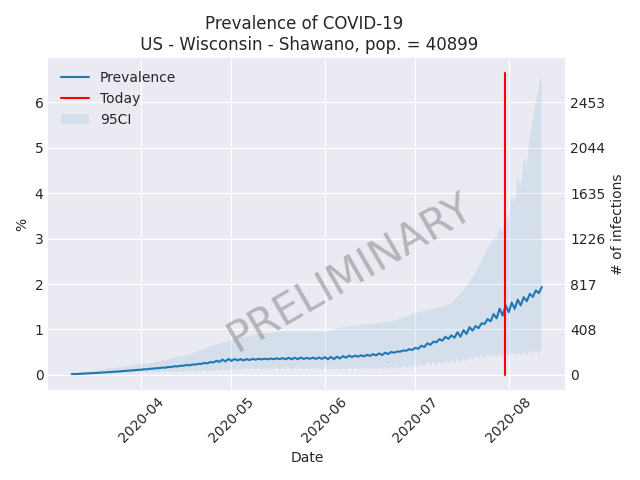 Prevalence of COVID-19
US - Wisconsin - Shawano, pop. = 40899
Prevalence
Today
95CI
6
5
4
3
2
1
0
%
2453
2044
1635
1226
817
408
0
# of infections
PRELIMINARY
2020-04
2020-05
2020-06
2020-07
2020-08
Date